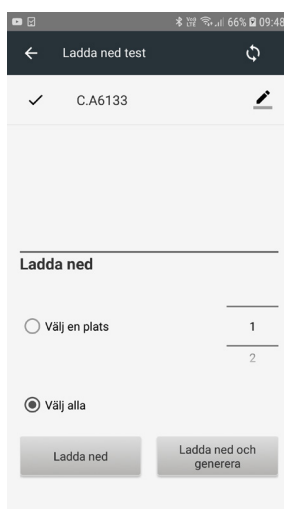 66% 09:48
Ladda ned test
C.A6133
Ladda ned
Välj en plats
1
2
Välj alla
Ladda ned
Ladda ned och
generera